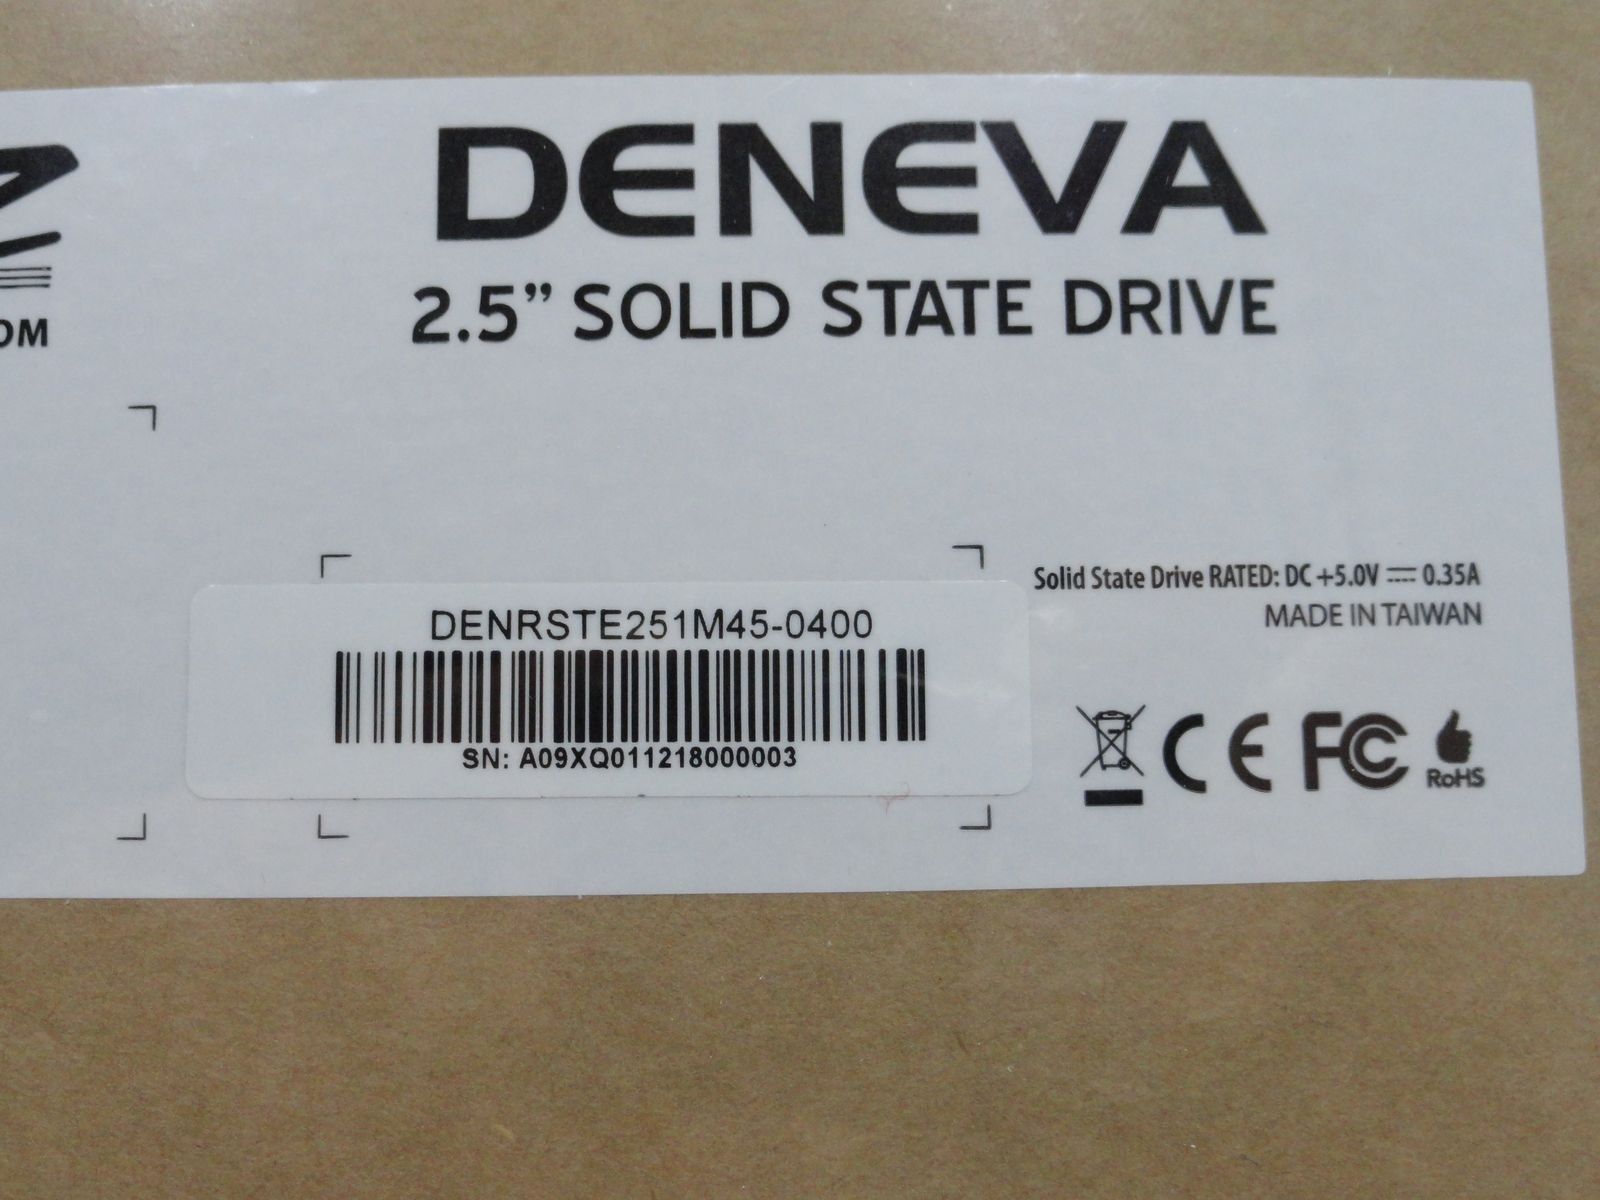 Z
OM
DENEVA
2.5” SOLID STATE DRIVE
DENRSTE251M45-0400
SN: A09XQ011218000003
Solid State Drive RATED: DC +5.0V ⎓ 0.35A
MADE IN TAIWAN
CE FC RoHS